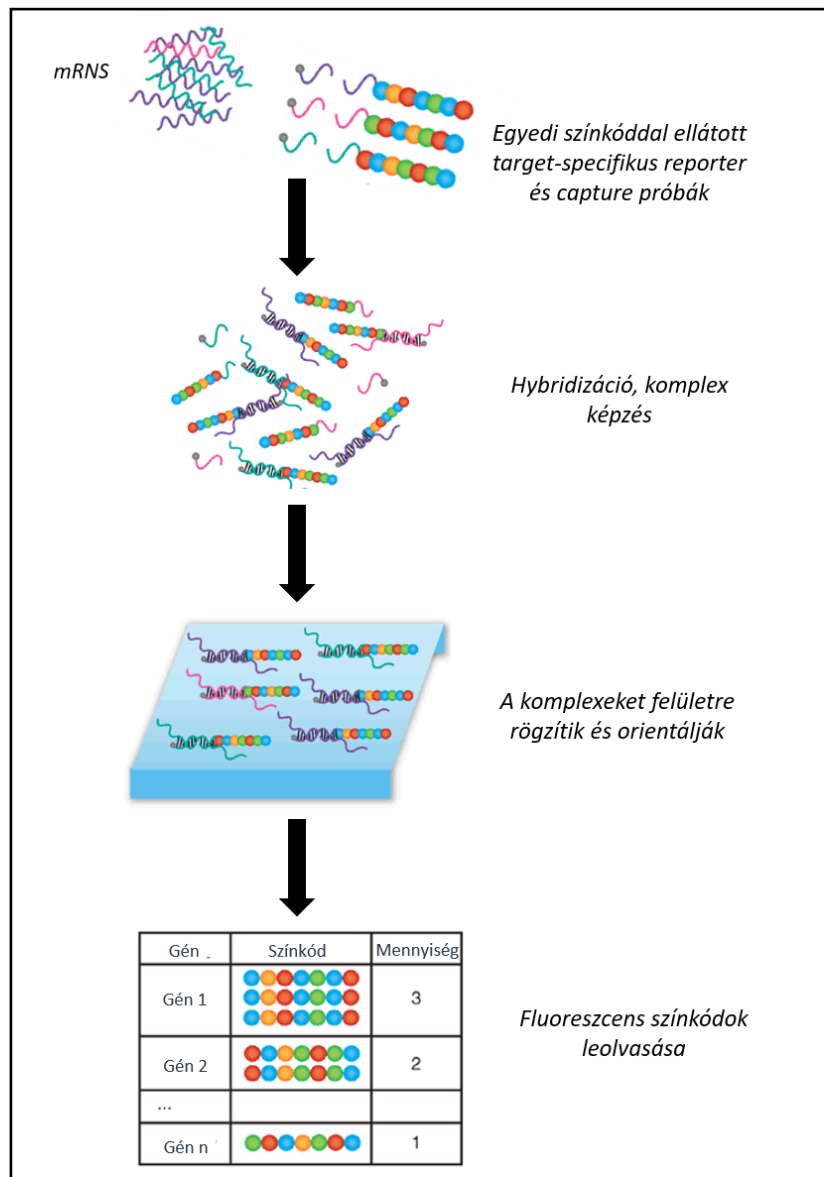 mRNS
Egyedi színkóddal ellátott
target-specifikus reporter
és capture próbák
Hybridizáció, komplex
képzés
A komplexeket felületre
rögzítik és orientálják
Gén Színkód Mennyiség
Gén 1 3
Gén 2 2
...
Gén n 1
Fluoreszcens színkódok
leolvasása